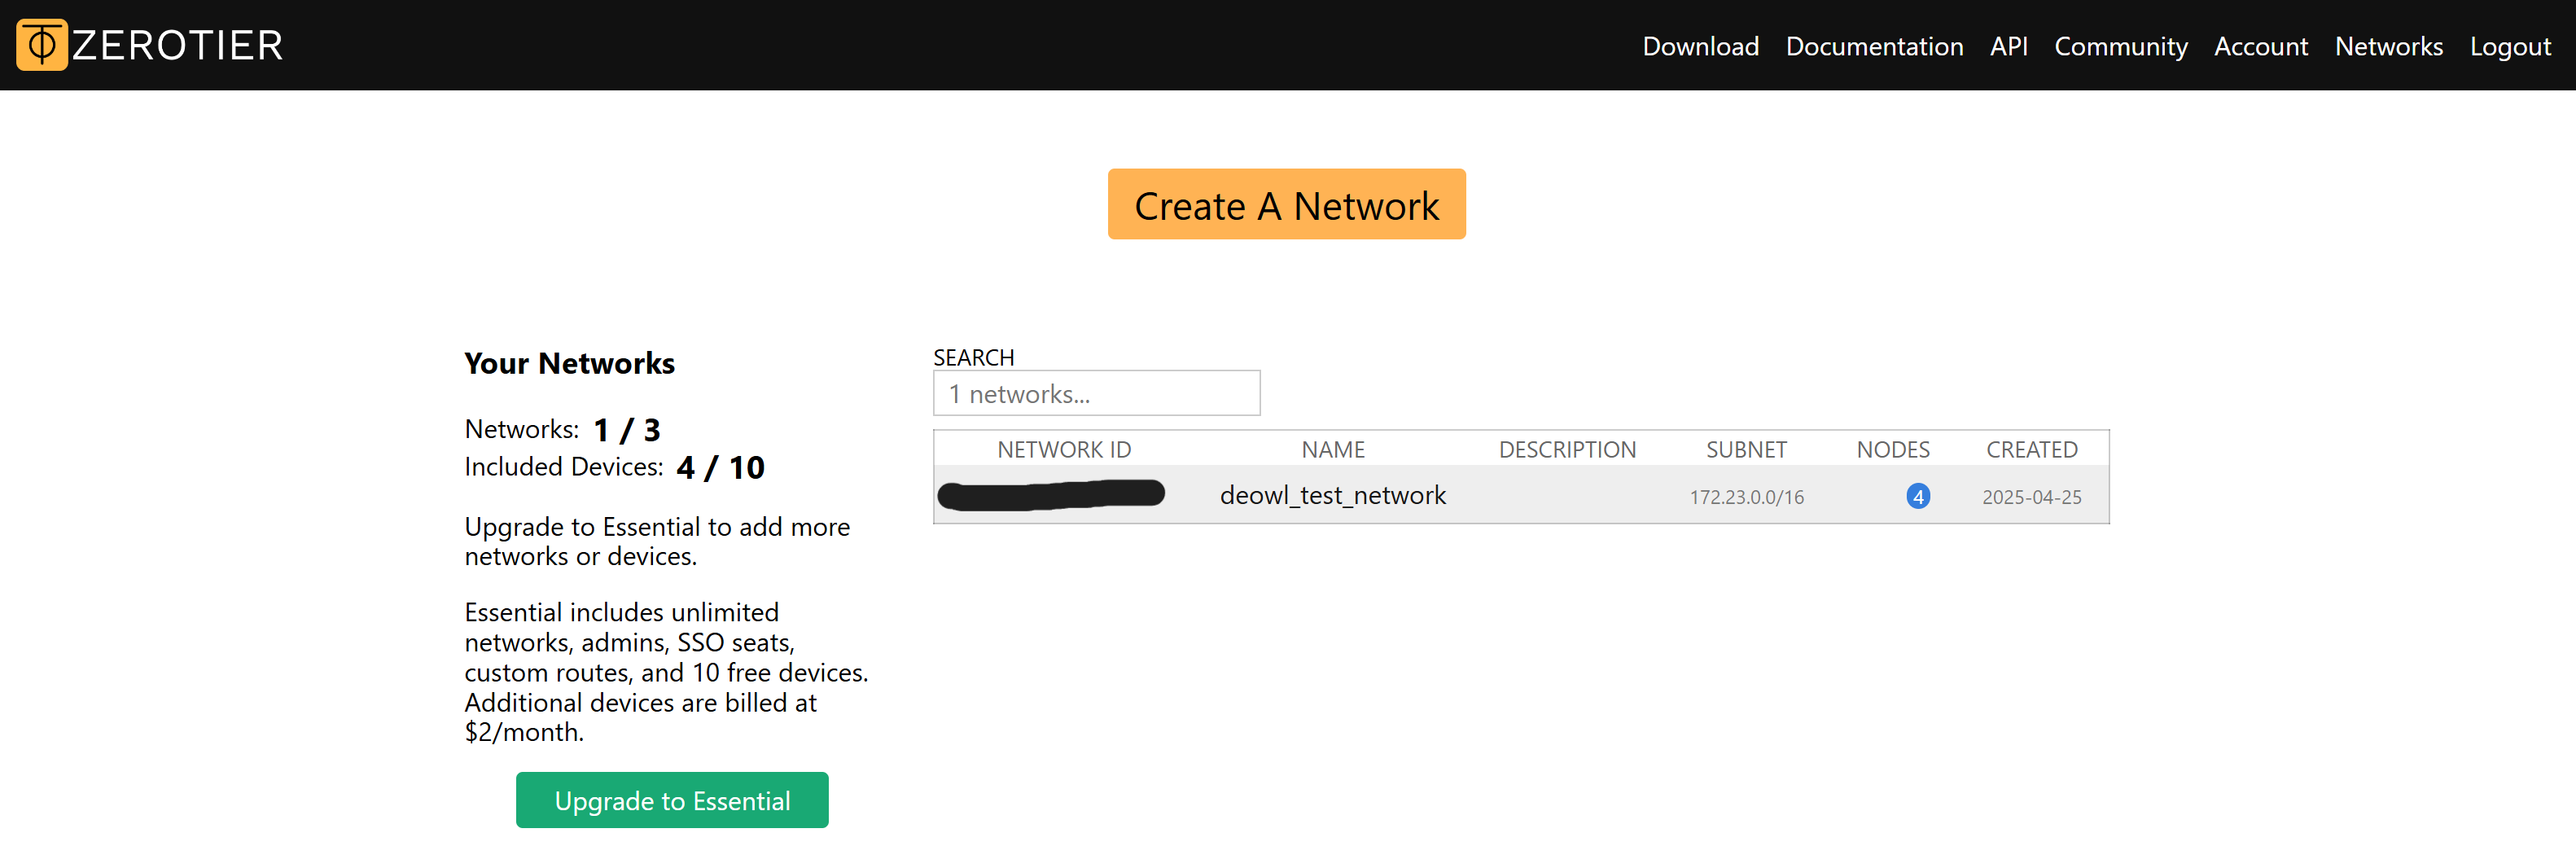 ZEROTIER
Download Documentation API Community Account Networks Logout
Create A Network
Your Networks
Networks: 1 / 3
Included Devices: 4 / 10
Upgrade to Essential to add more
networks or devices.
Essential includes unlimited
networks, admins, SSO seats,
custom routes, and 10 free devices.
Additional devices are billed at
$2/month.
Upgrade to Essential
SEARCH
1 networks...
NETWORK ID NAME DESCRIPTION SUBNET NODES CREATED
deowl_test_network 172.23.0.0/16 4 2025-04-25